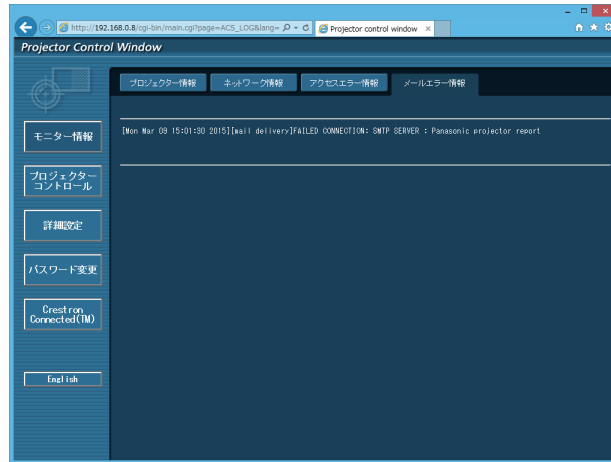 http://192.168.0.8/cgi-bin/main.cgi?page=ACS_LOG&lang=
Projector control window
Projector Control Window
プロジェクター情報
ネットワーク情報
アクセスエラー情報
メールエラー情報
[Mon Mar 09 15:01:30 2015][mail delivery]FAILED CONNECTION: SMTP SERVER : Panasonic projector report
モニター情報
プロジェクター
コントロール
詳細設定
パスワード変更
Crestron
Connected(TM)
English